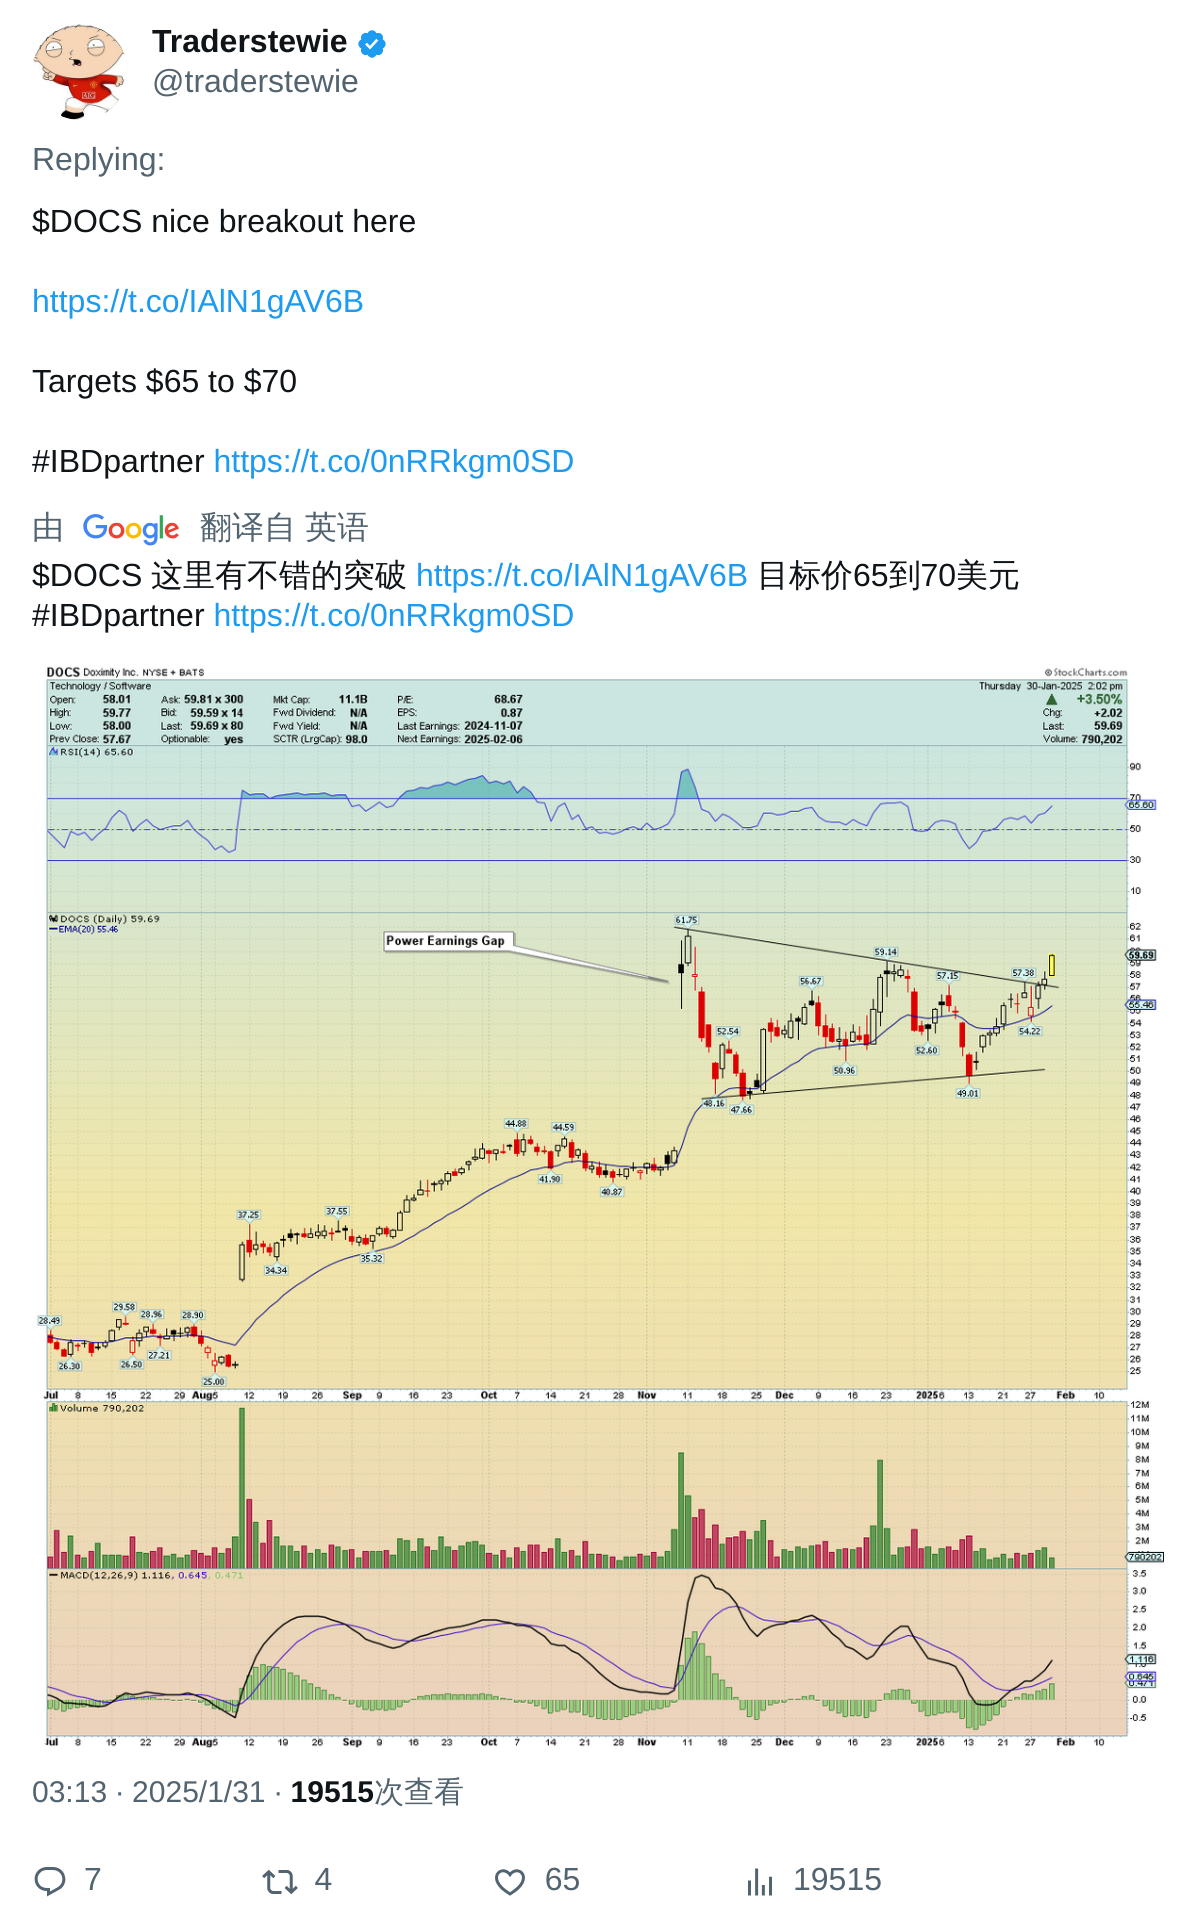 Traderstewie
@traderstewie
Replying:
$DOCS nice breakout here
https://t.co/IAlN1gAV6B
Targets $65 to $70
#IBDpartner https://t.co/0nRRkgm0SD
由 Google 翻译自 英语
$DOCS 这里有不错的突破 https://t.co/IAlN1gAV6B 目标价65到70美元
#IBDpartner https://t.co/0nRRkgm0SD
DOCS Doximity Inc. NYSE + BATS © StockCharts.com
Technology / Software Thursday 30-Jan-2025 2:02 pm
Open: 58.01 Ask: 59.81 x 300 Mkt Cap: 11.1B P/E: 68.67 +3.50%
High: 59.77 Bid: 59.59 x 14 Fwd Dividend: N/A EPS: 0.87 Chg: +2.02
Low: 58.00 Last: 59.69 x 80 Fwd Yield: N/A Last Earnings: 2024-11-07 Last: 59.69
Prev Close: 57.67 Optionable: yes SCTR (LrgCap): 98.0 Next Earnings: 2025-02-06 Volume: 790,202
RSI(14) 65.60
90
70
65.60
50
30
10
DOCS (Daily) 59.69
EMA(20) 55.46
Power Earnings Gap
61.75
59.14
57.38
57.15
56.67
52.54
54.22
52.60
50.96
49.01
48.16
47.66
44.88
44.59
41.90
40.87
37.25
37.55
34.34
35.32
29.58
28.96
28.90
28.49
26.30
26.50
27.21
25.00
62
61
59.69
58
57
55.46
54
53
52
51
50
49
48
47
46
45
44
43
42
41
40
39
38
37
36
35
34
33
32
31
30
29
28
27
26
25
Jul 8 15 22 29 Aug5 12 19 26 Sep 9 16 23 Oct 7 14 21 28 Nov 11 18 25 Dec 9 16 23 2025 6 13 21 27 Feb 10
Volume 790,202
12M
11M
10M
9M
8M
7M
6M
5M
4M
3M
2M
790202
MACD(12,26,9) 1.116, 0.645, 0.471
3.5
3.0
2.5
2.0
1.5
1.116
0.645
0.471
0.0
-0.5
Jul 8 15 22 29 Aug5 12 19 26 Sep 9 16 23 Oct 7 14 21 28 Nov 11 18 25 Dec 9 16 23 2025 6 13 21 27 Feb 10
03:13 · 2025/1/31 · 19515次查看
7 4 65 19515